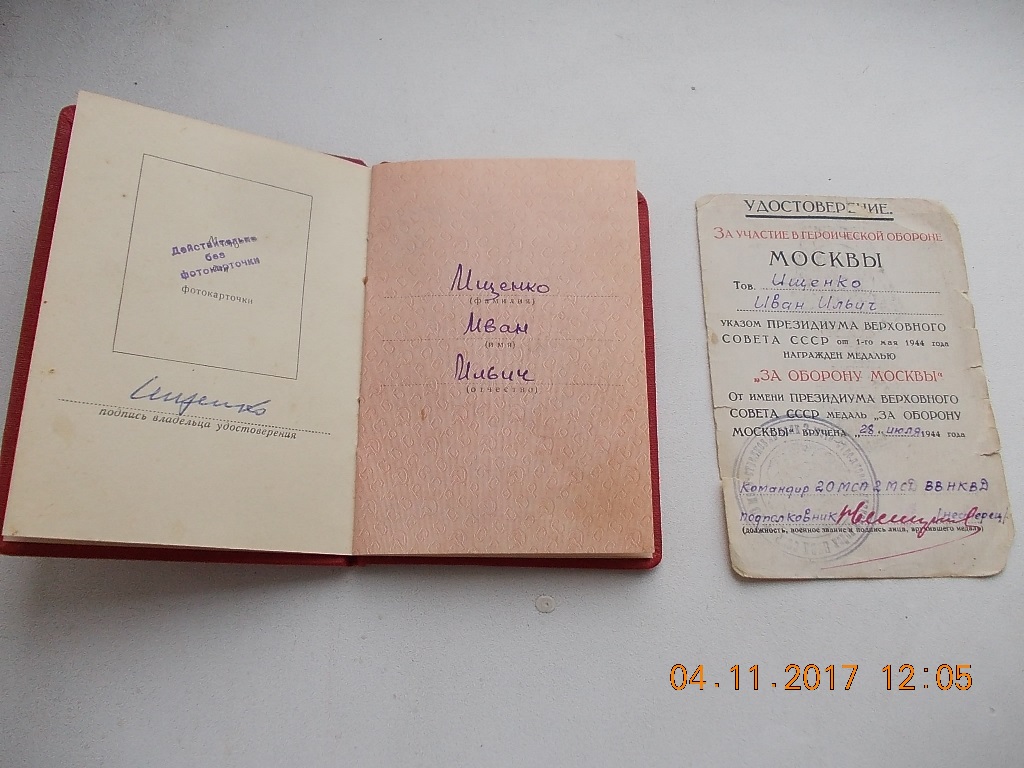 Действительно
без
фотокарточки
фотокарточки
Ищенко
подпись владельца удостоверения
Ищенко
(фамилия)
Иван
(имя)
Ильич
(отчество)
УДОСТОВЕРЕНИЕ.
ЗА УЧАСТИЕ В ГЕРОИЧЕСКОЙ ОБОРОНЕ
МОСКВЫ
Тов. Ищенко
Иван Ильич
УКАЗОМ ПРЕЗИДИУМА ВЕРХОВНОГО
СОВЕТА СССР от 1-го мая 1944 года
НАГРАЖДЕН МЕДАЛЬЮ
„ЗА ОБОРОНУ МОСКВЫ“
ОТ ИМЕНИ ПРЕЗИДИУМА ВЕРХОВНОГО
СОВЕТА СССР МЕДАЛЬ „ЗА ОБОРОНУ
МОСКВЫ“ ВРУЧЕНА „28„ июля 1944 года
Командир 20 МСП 2 МСД ВВ НКВД
подполковник
(должность, военное звание и подпись лица, вручившего медаль)
04.11.2017 12:05